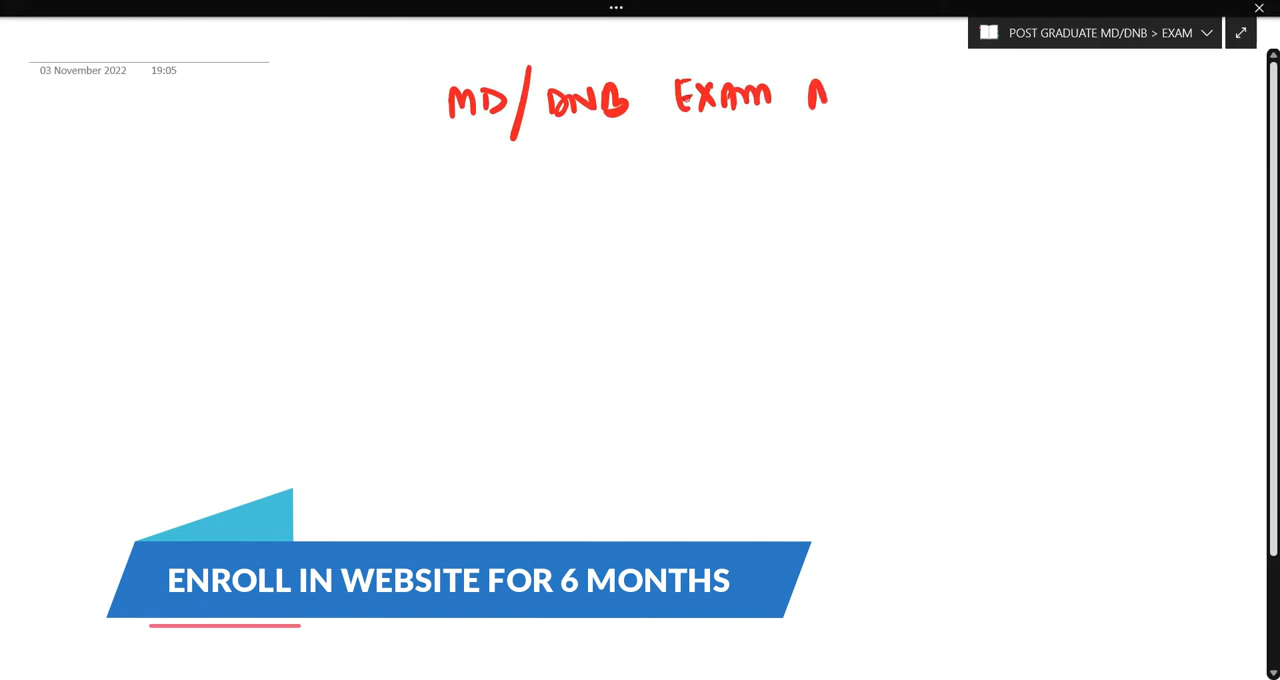 POST GRADUATE MD/DNB > EXAM
03 November 2022 19:05
MD/DNB EXAM
ENROLL IN WEBSITE FOR 6 MONTHS